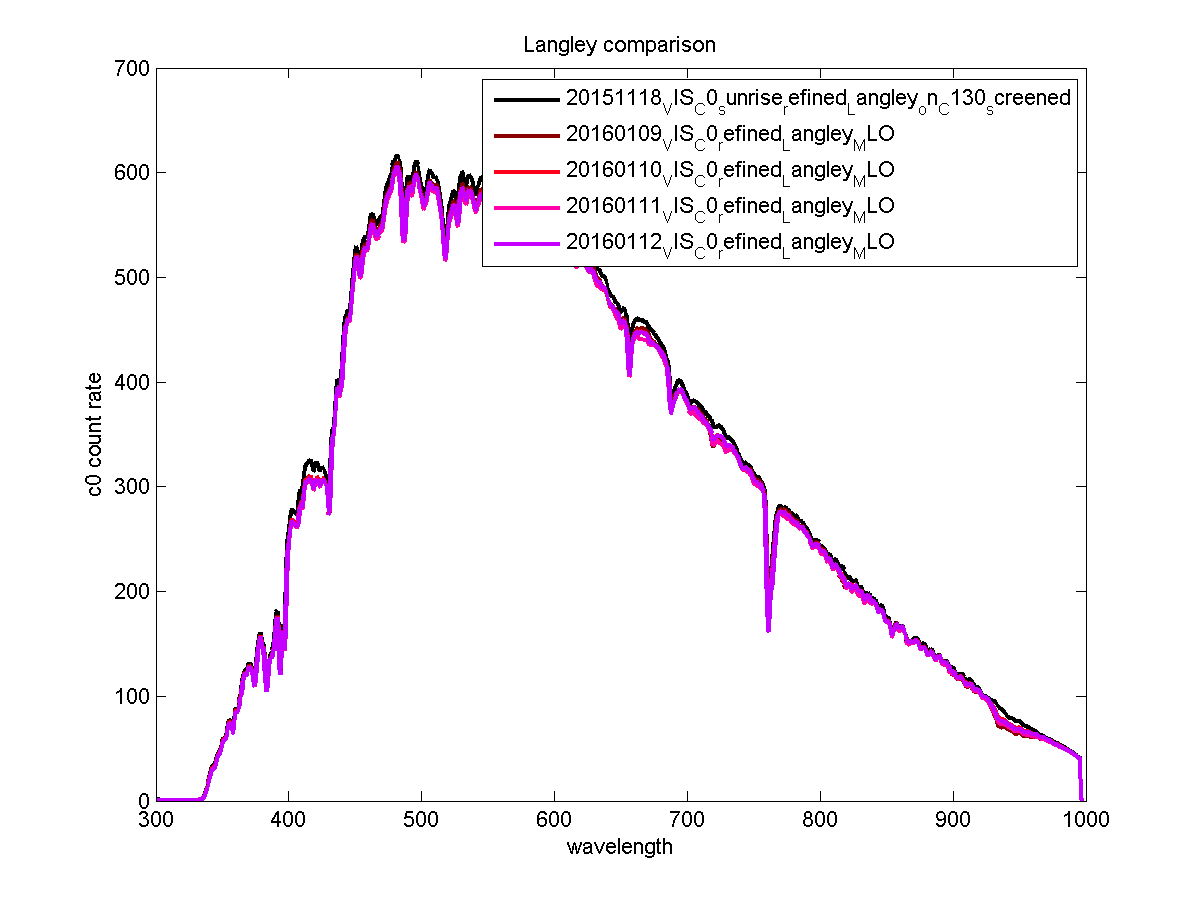 Langley comparison
700
600
500
400
300
200
100
0
c0 count rate
20151118_VIS_C0_sunrise_refined_Langley_on_C130_screened
20160109_VIS_C0_refined_Langley_MLO
20160110_VIS_C0_refined_Langley_MLO
20160111_VIS_C0_refined_Langley_MLO
20160112_VIS_C0_refined_Langley_MLO
300 400 500 600 700 800 900 1000
wavelength